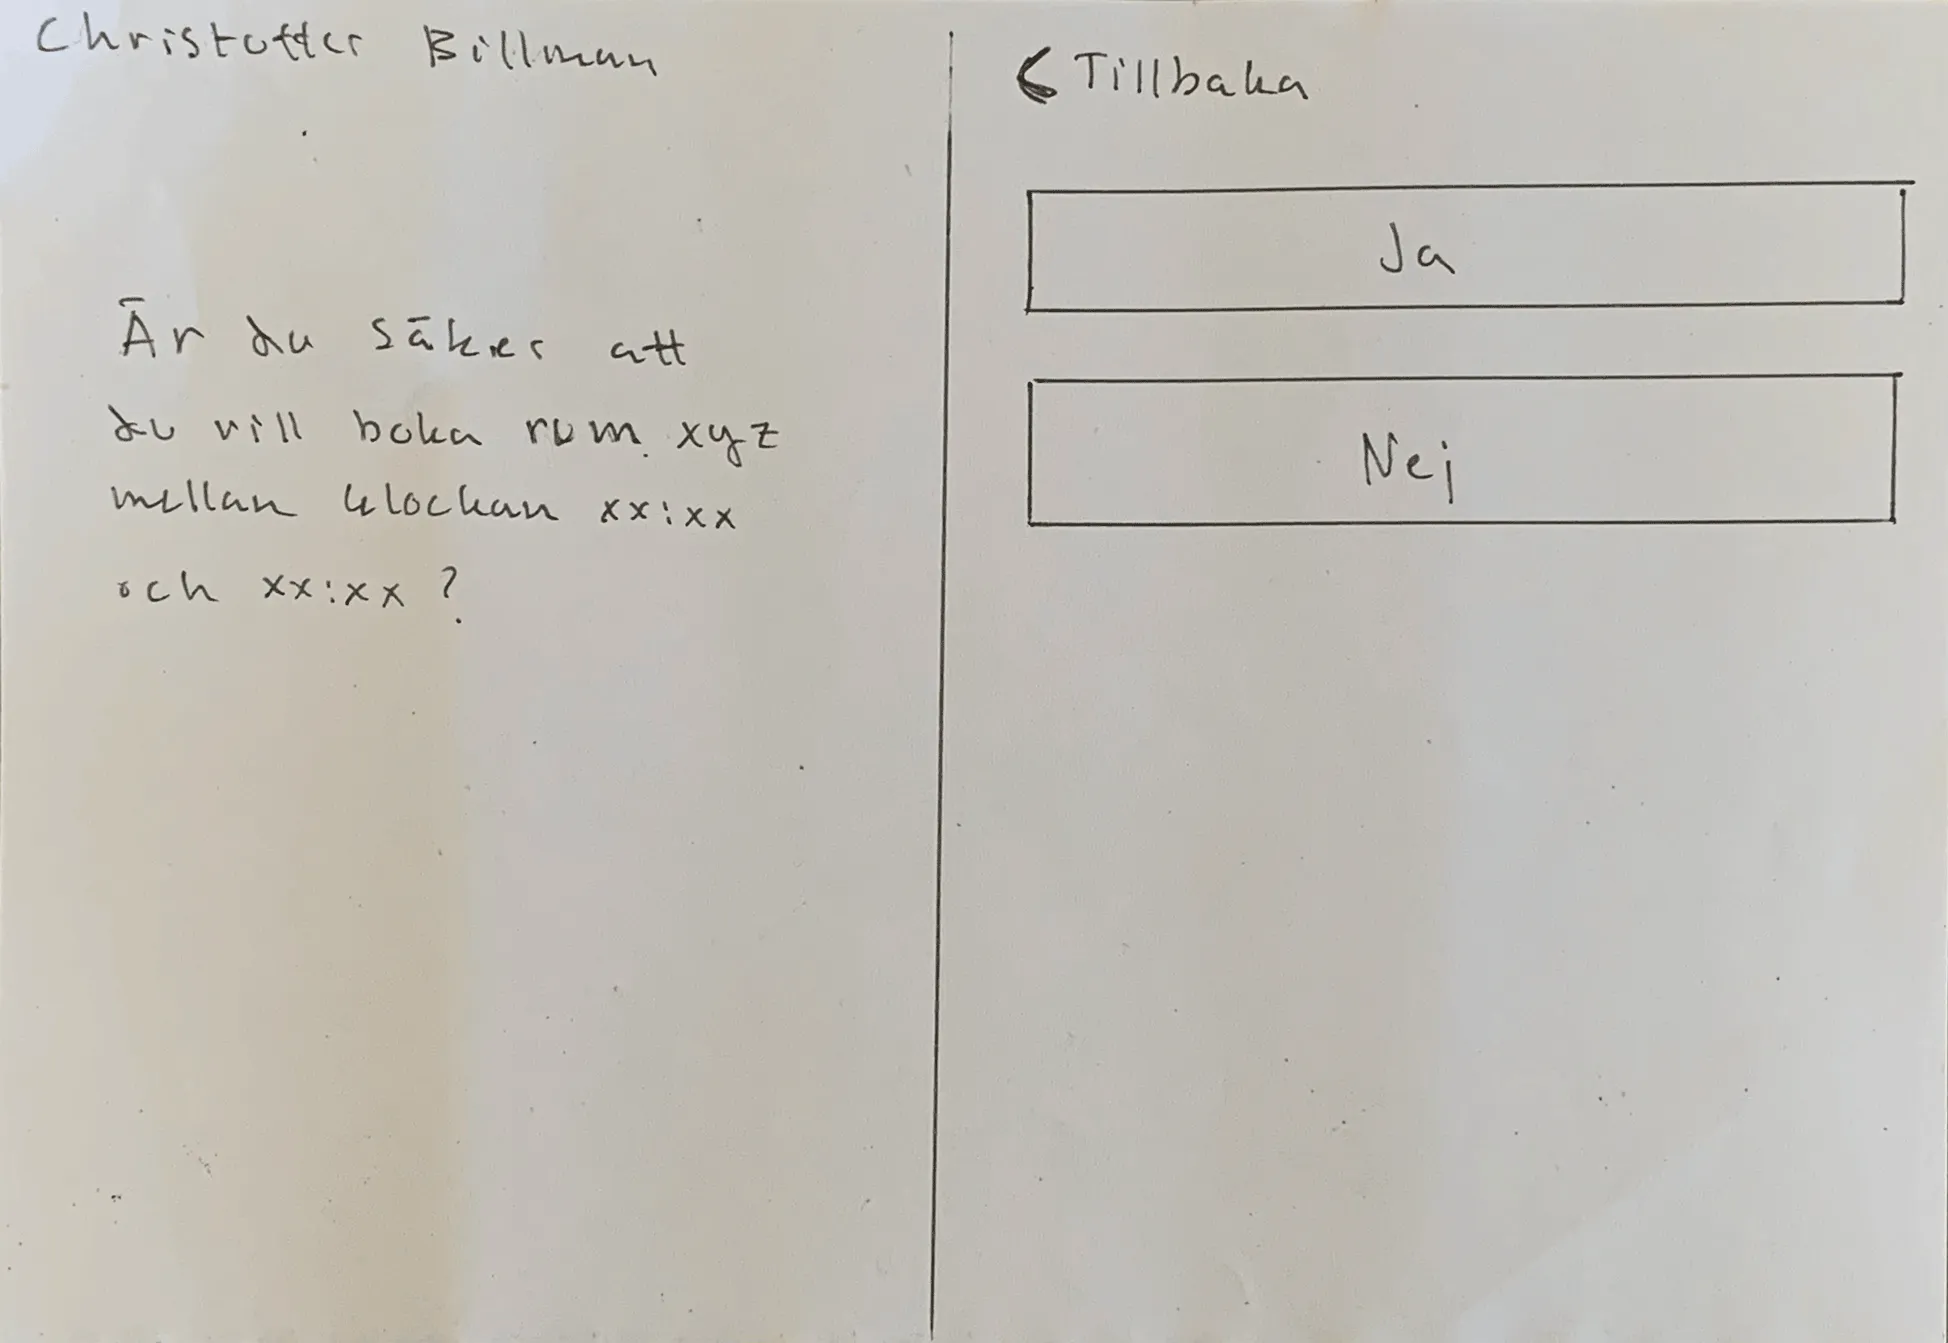 Christoffer Billman
Är du säker att
du vill boka rum xyz
mellan klockan xx:xx
och xx:xx ?
< Tillbaka
Ja
Nej